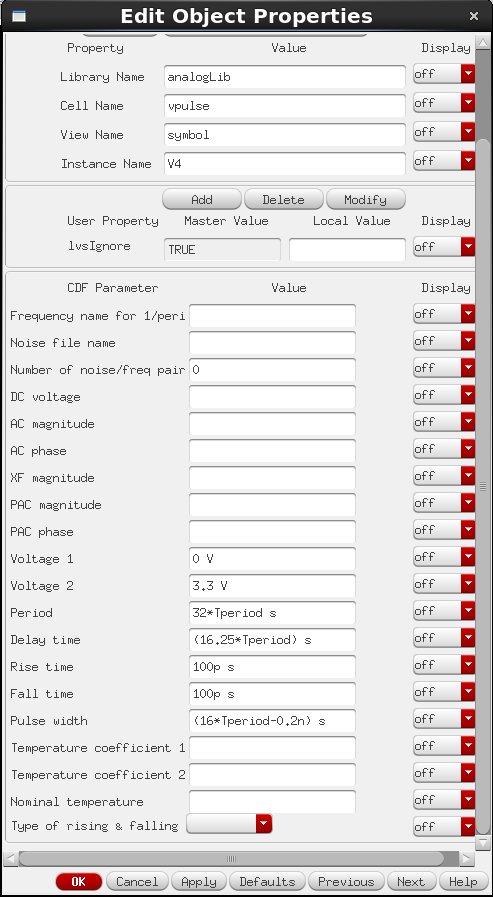 Edit Object Properties
Property Value Display
Library Name analogLib off
Cell Name vpulse off
View Name symbol off
Instance Name V4 off
Add Delete Modify
User Property Master Value Local Value Display
lvsIgnore TRUE off
CDF Parameter Value Display
Frequency name for 1/peri off
Noise file name off
Number of noise/freq pair 0 off
DC voltage off
AC magnitude off
AC phase off
XF magnitude off
PAC magnitude off
PAC phase off
Voltage 1 0 V off
Voltage 2 3.3 V off
Period 32*Tperiod s off
Delay time (16.25*Tperiod) s off
Rise time 100p s off
Fall time 100p s off
Pulse width (16*Tperiod-0.2n) s off
Temperature coefficient 1 off
Temperature coefficient 2 off
Nominal temperature off
Type of rising & falling off
OK Cancel Apply Defaults Previous Next Help